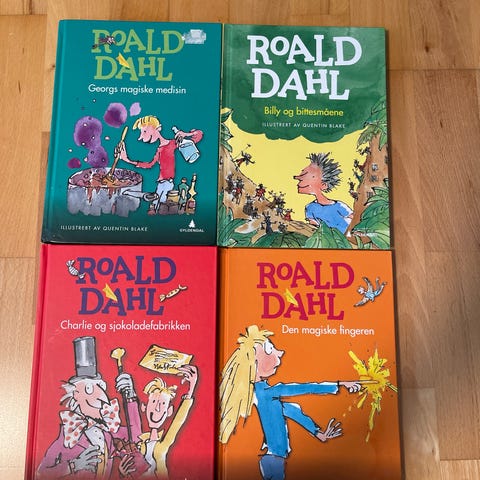 ROALD
DAHL
Georgs magiske medisin
ILLUSTRERT AV QUENTIN BLAKE
GYLDENDAL
ROALD
DAHL
Billy og bittesmåene
ILLUSTRERT AV QUENTIN BLAKE
ROALD
DAHL
Charlie og sjokoladefabrikken
ROALD
DAHL
Den magiske fingeren